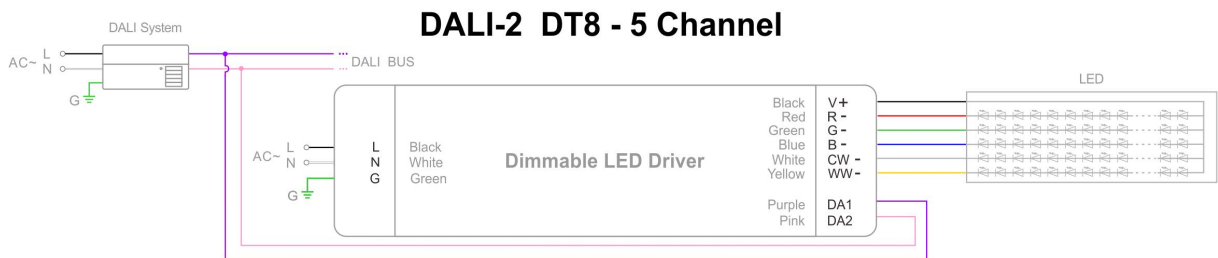 DALI-2 DT8 - 5 Channel
DALI System
AC~ L
N
G
DALI BUS
LED
AC~ L
N
G
L Black
N White
G Green
Dimmable LED Driver
Black V+
Red R -
Green G -
Blue B -
White CW -
Yellow WW -
Purple DA1
Pink DA2